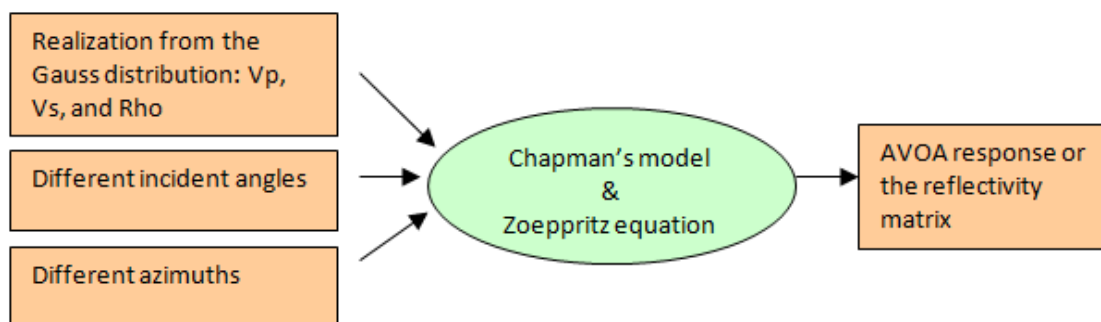 Realization from the
Gauss distribution: Vp,
Vs, and Rho
Different incident angles
Different azimuths
Chapman's model
&
Zoeppritz equation
AVOA response or
the reflectivity
matrix